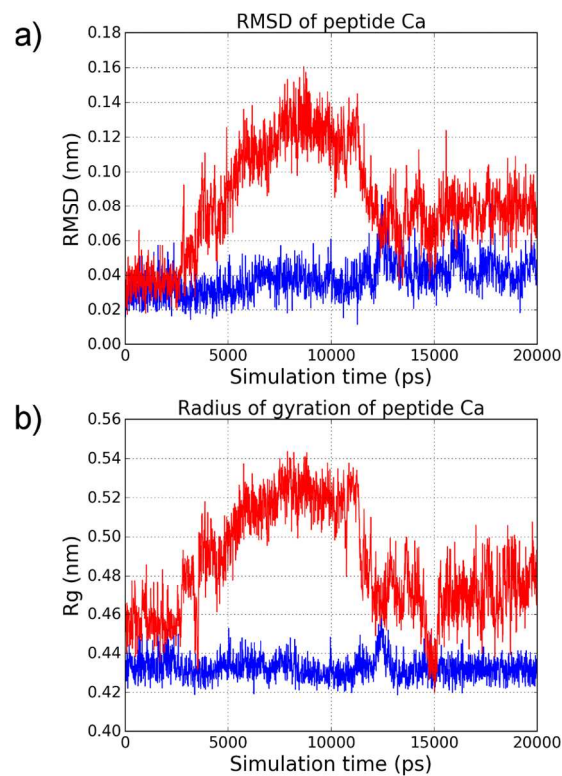 a)
RMSD of peptide Ca
0.18
0.16
0.14
0.12
0.10
0.08
0.06
0.04
0.02
0.00
RMSD (nm)
0 5000 10000 15000 20000
Simulation time (ps)
b)
Radius of gyration of peptide Ca
0.56
0.54
0.52
0.50
0.48
0.46
0.44
0.42
0.40
Rg (nm)
0 5000 10000 15000 20000
Simulation time (ps)